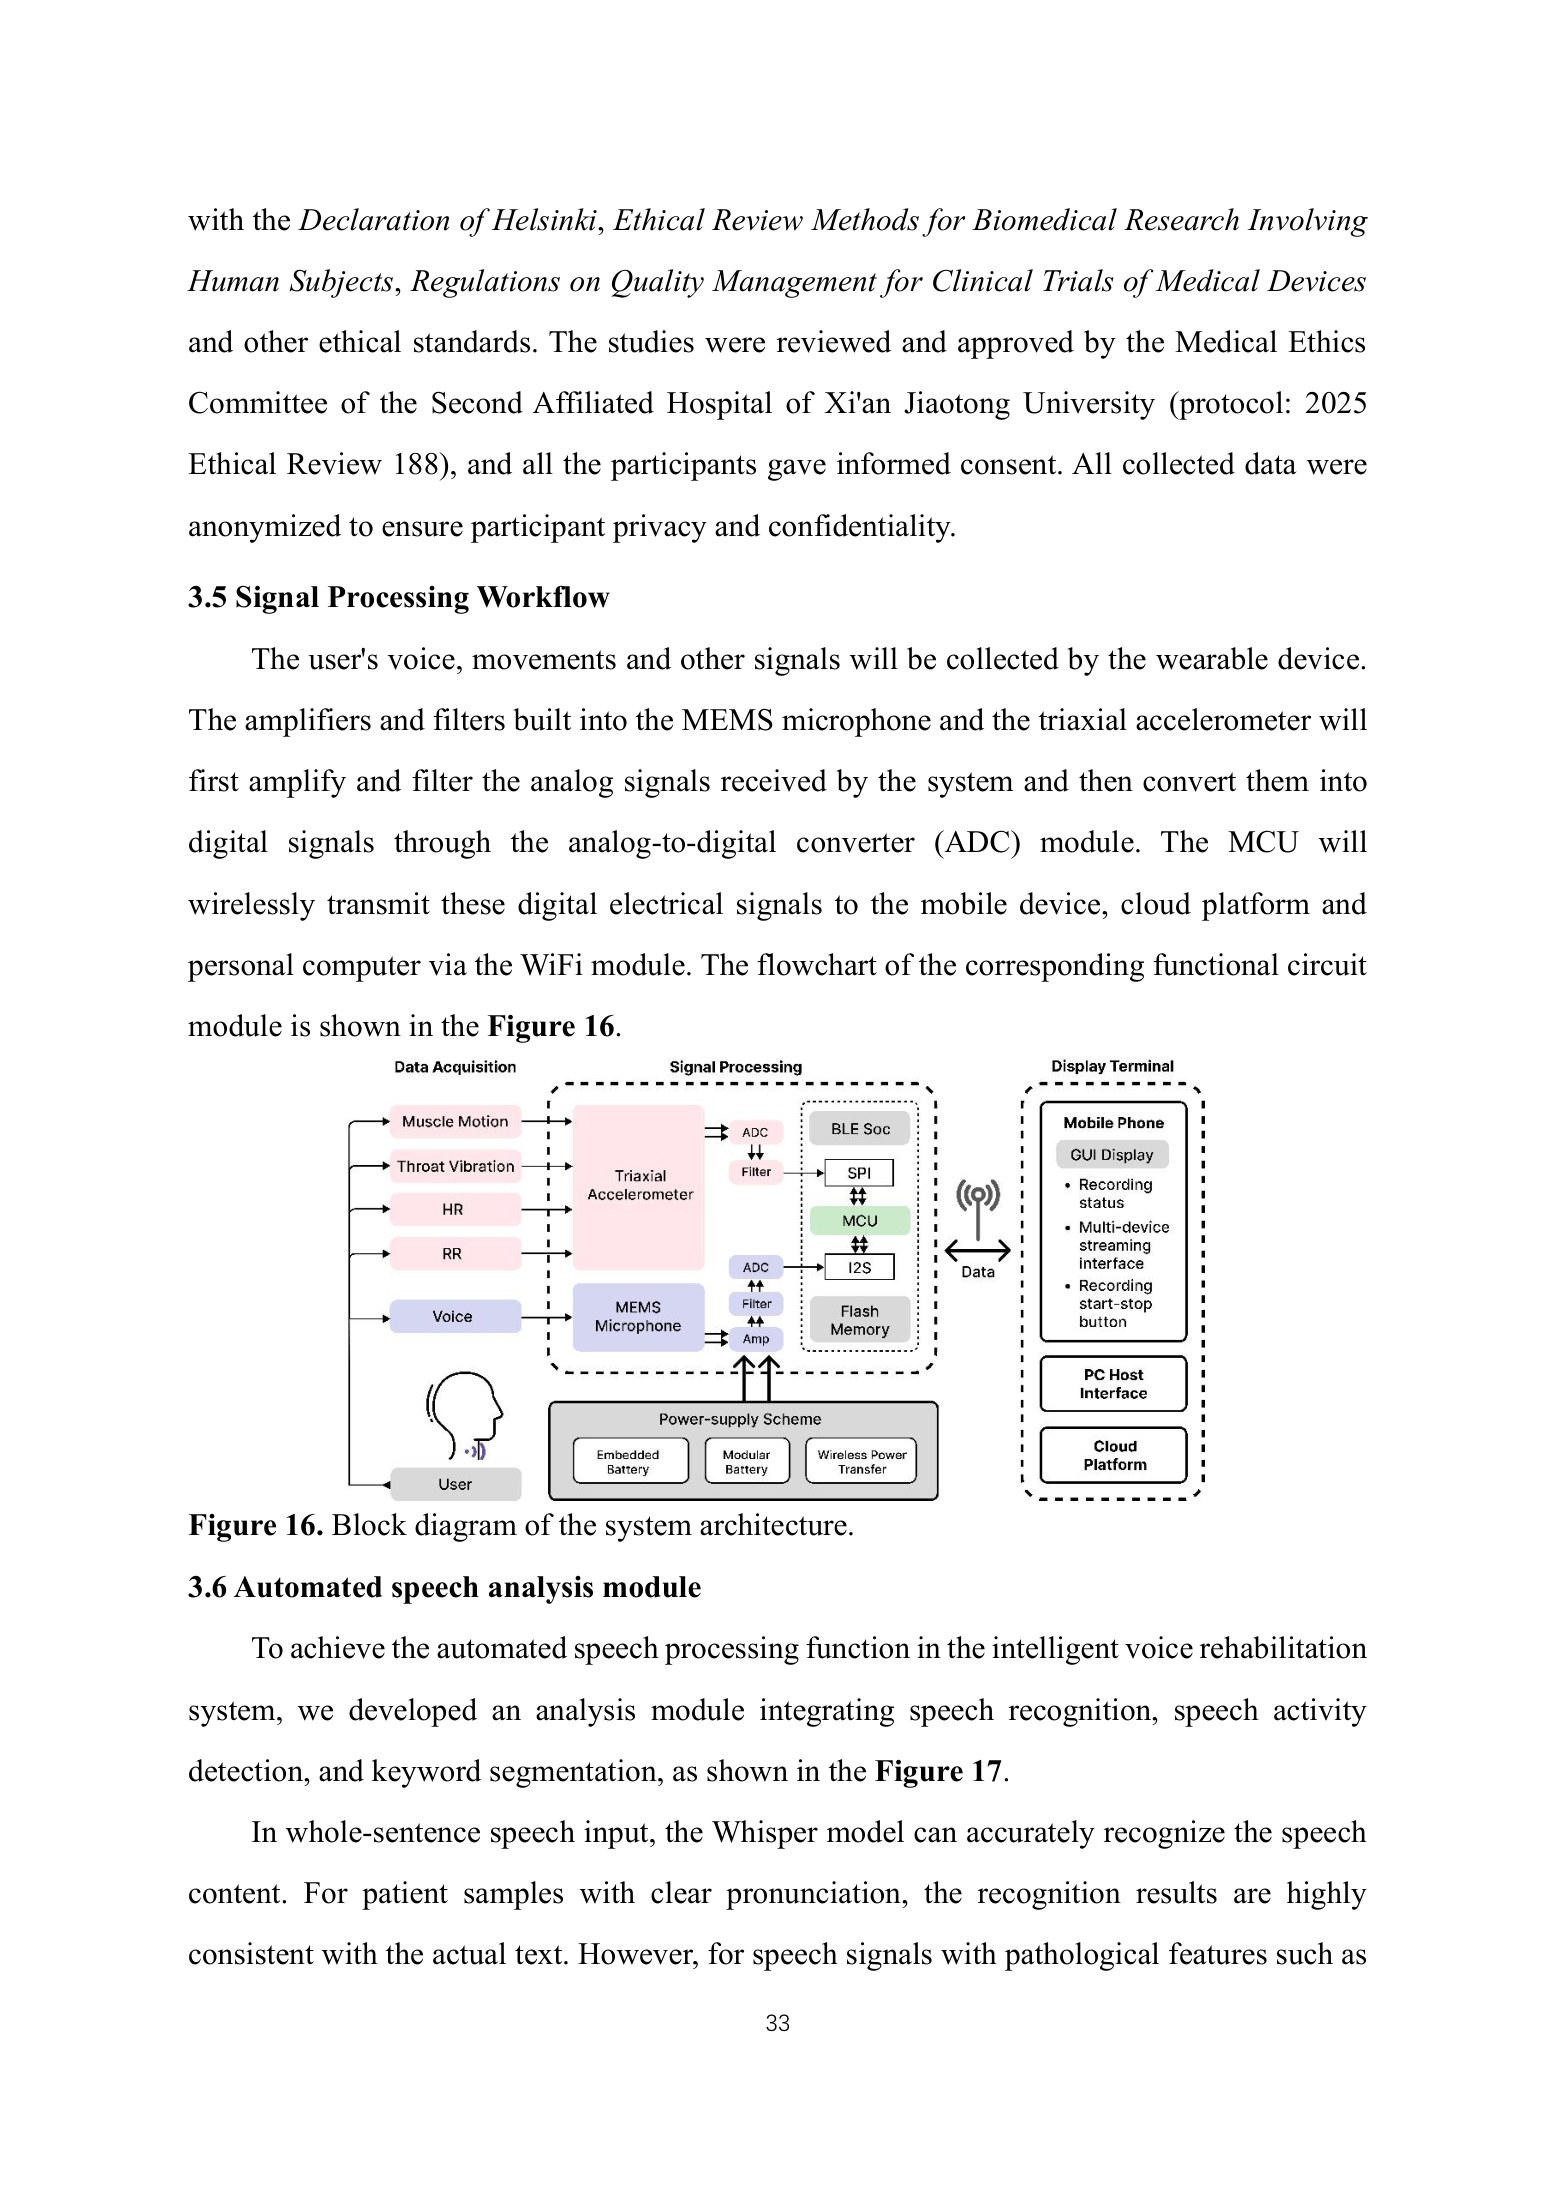 with the Declaration of Helsinki, Ethical Review Methods for Biomedical Research Involving
Human Subjects, Regulations on Quality Management for Clinical Trials of Medical Devices
and other ethical standards. The studies were reviewed and approved by the Medical Ethics
Committee of the Second Affiliated Hospital of Xi'an Jiaotong University (protocol: 2025
Ethical Review 188), and all the participants gave informed consent. All collected data were
anonymized to ensure participant privacy and confidentiality.
3.5 Signal Processing Workflow
The user's voice, movements and other signals will be collected by the wearable device.
The amplifiers and filters built into the MEMS microphone and the triaxial accelerometer will
first amplify and filter the analog signals received by the system and then convert them into
digital signals through the analog-to-digital converter (ADC) module. The MCU will
wirelessly transmit these digital electrical signals to the mobile device, cloud platform and
personal computer via the WiFi module. The flowchart of the corresponding functional circuit
module is shown in the Figure 16.
Data Acquisition
Muscle Motion
Throat Vibration
HR
RR
Voice
User
Signal Processing
Triaxial
Accelerometer
MEMS
Microphone
ADC
Filter
ADC
Filter
Amp
BLE Soc
SPI
MCU
I2S
Flash
Memory
Power-supply Scheme
Embedded
Battery
Modular
Battery
Wireless Power
Transfer
Data
Display Terminal
Mobile Phone
GUI Display
• Recording
status
• Multi-device
streaming
interface
• Recording
start-stop
button
PC Host
Interface
Cloud
Platform
Figure 16. Block diagram of the system architecture.
3.6 Automated speech analysis module
To achieve the automated speech processing function in the intelligent voice rehabilitation
system, we developed an analysis module integrating speech recognition, speech activity
detection, and keyword segmentation, as shown in the Figure 17.
In whole-sentence speech input, the Whisper model can accurately recognize the speech
content. For patient samples with clear pronunciation, the recognition results are highly
consistent with the actual text. However, for speech signals with pathological features such as
33